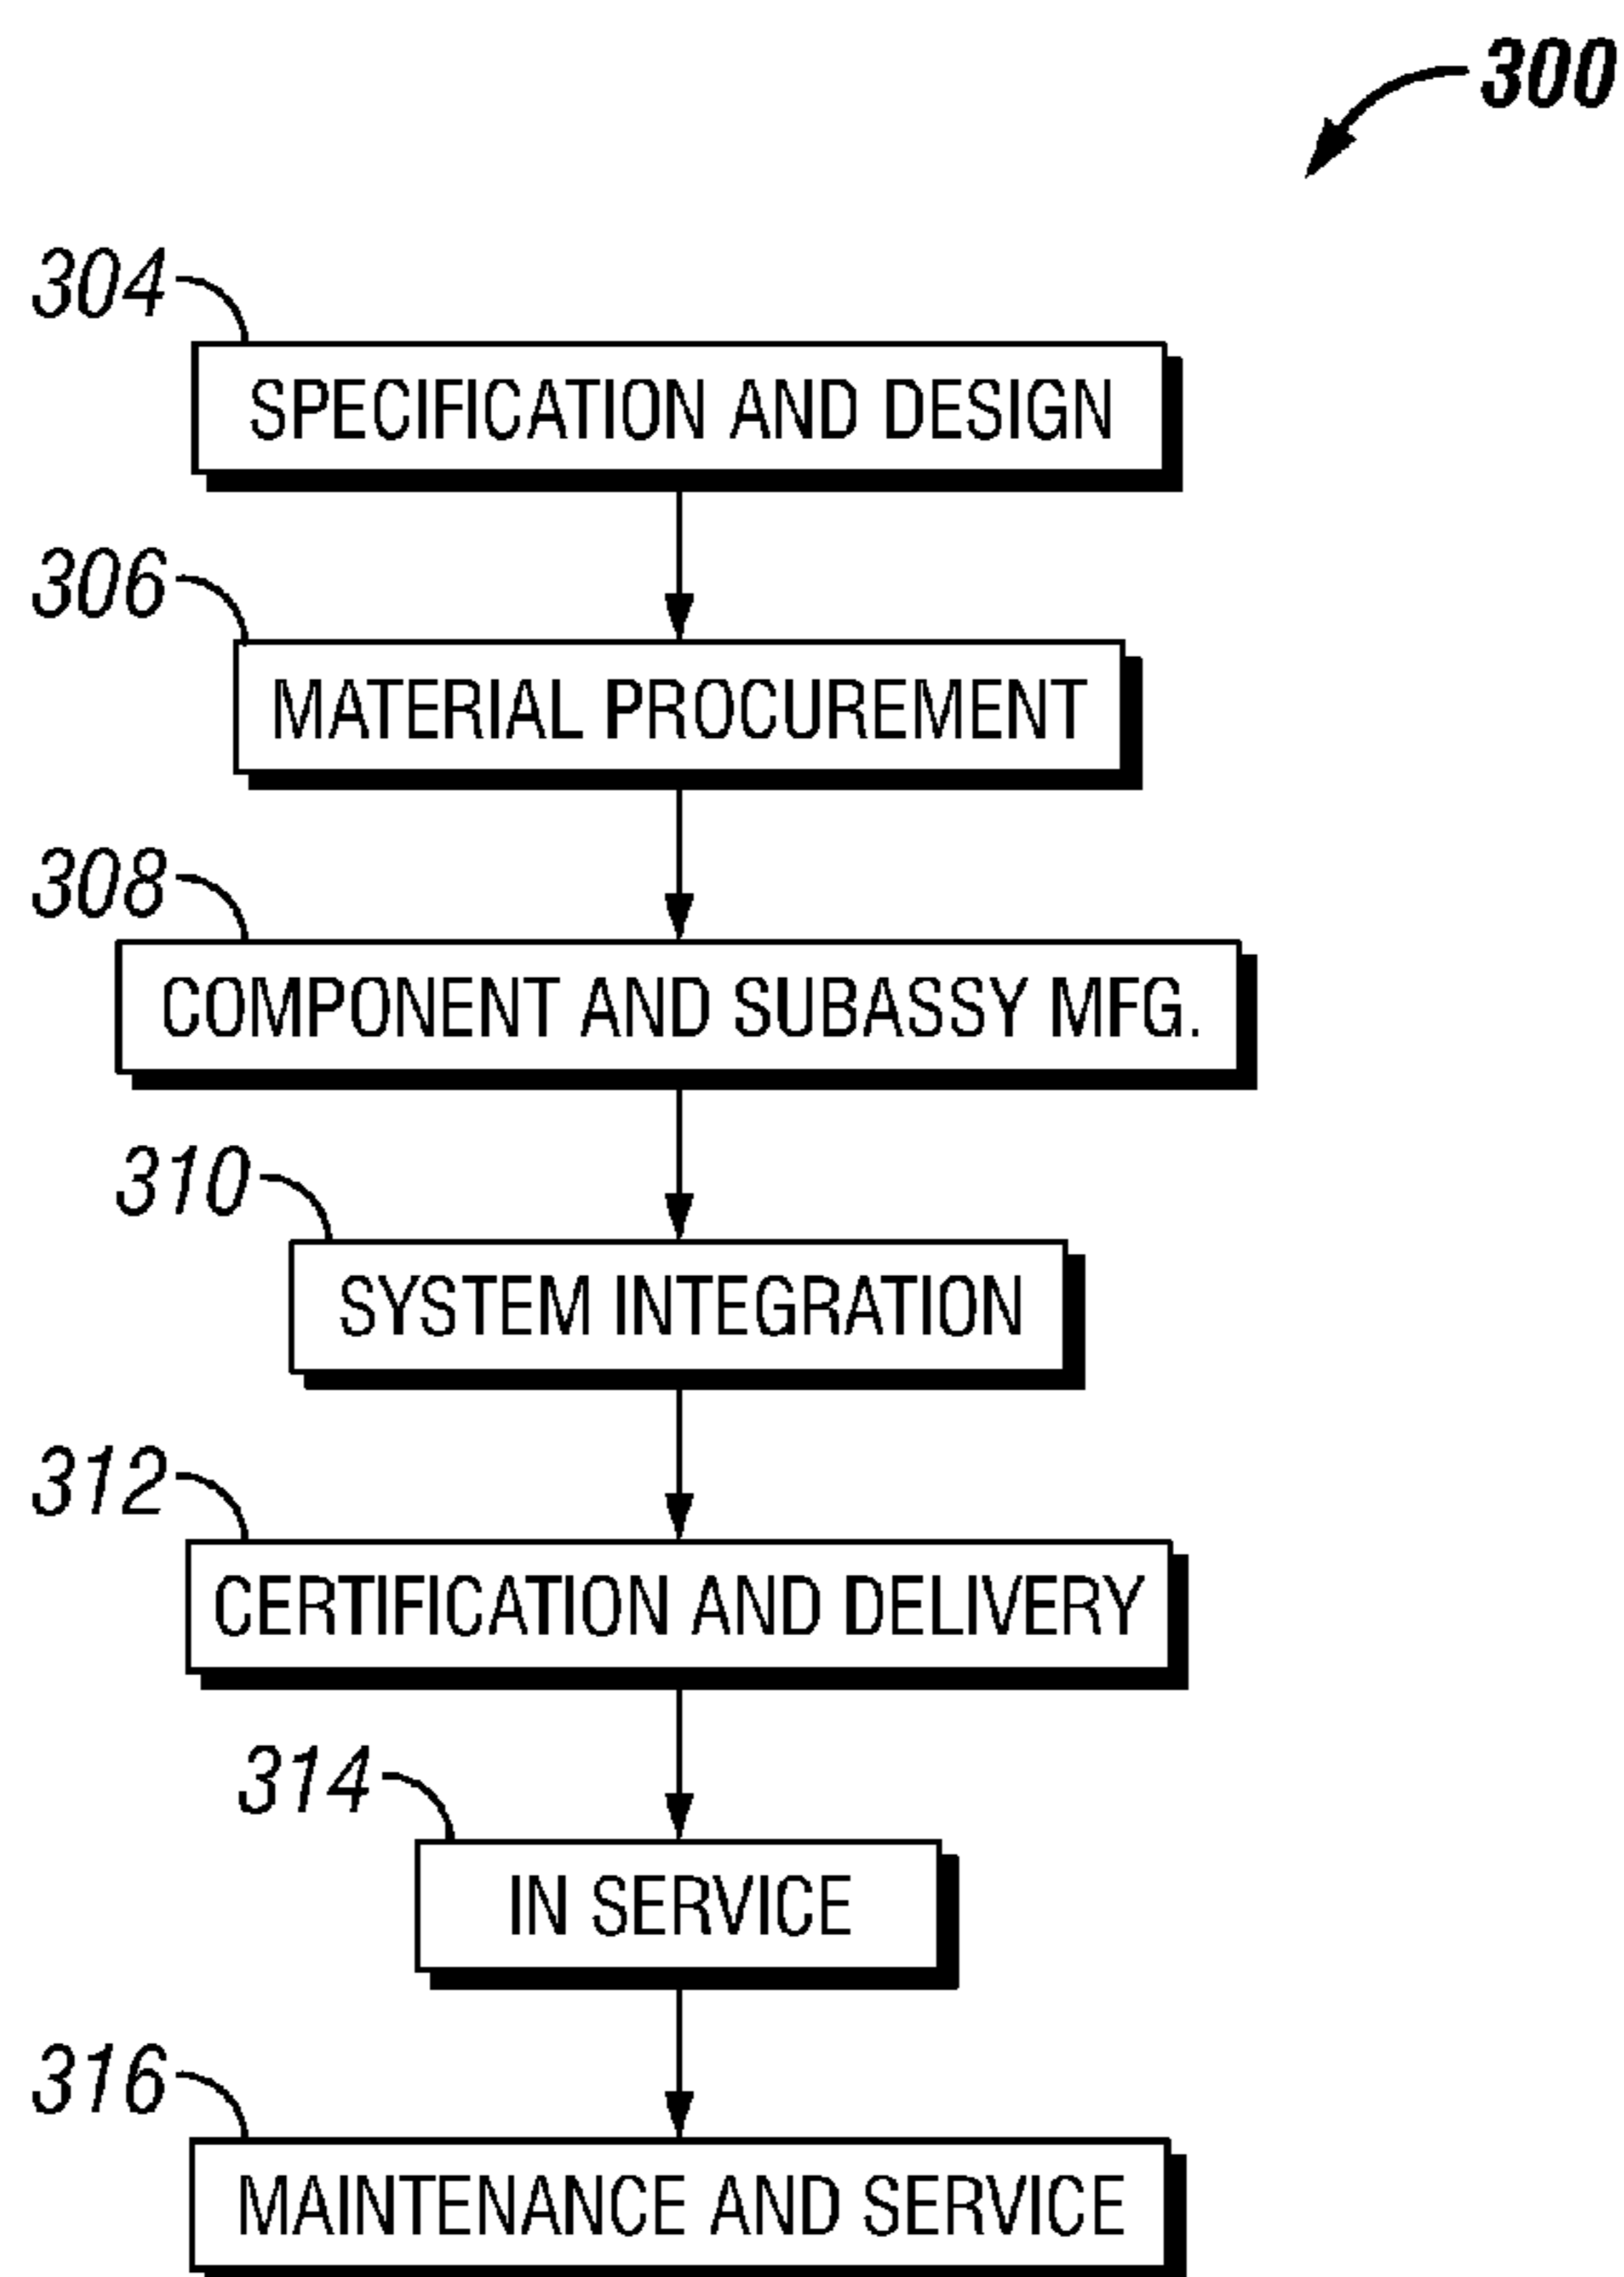 300
304
SPECIFICATION AND DESIGN
306
MATERIAL PROCUREMENT
308
COMPONENT AND SUBASSY MFG.
310
SYSTEM INTEGRATION
312
CERTIFICATION AND DELIVERY
314
IN SERVICE
316
MAINTENANCE AND SERVICE